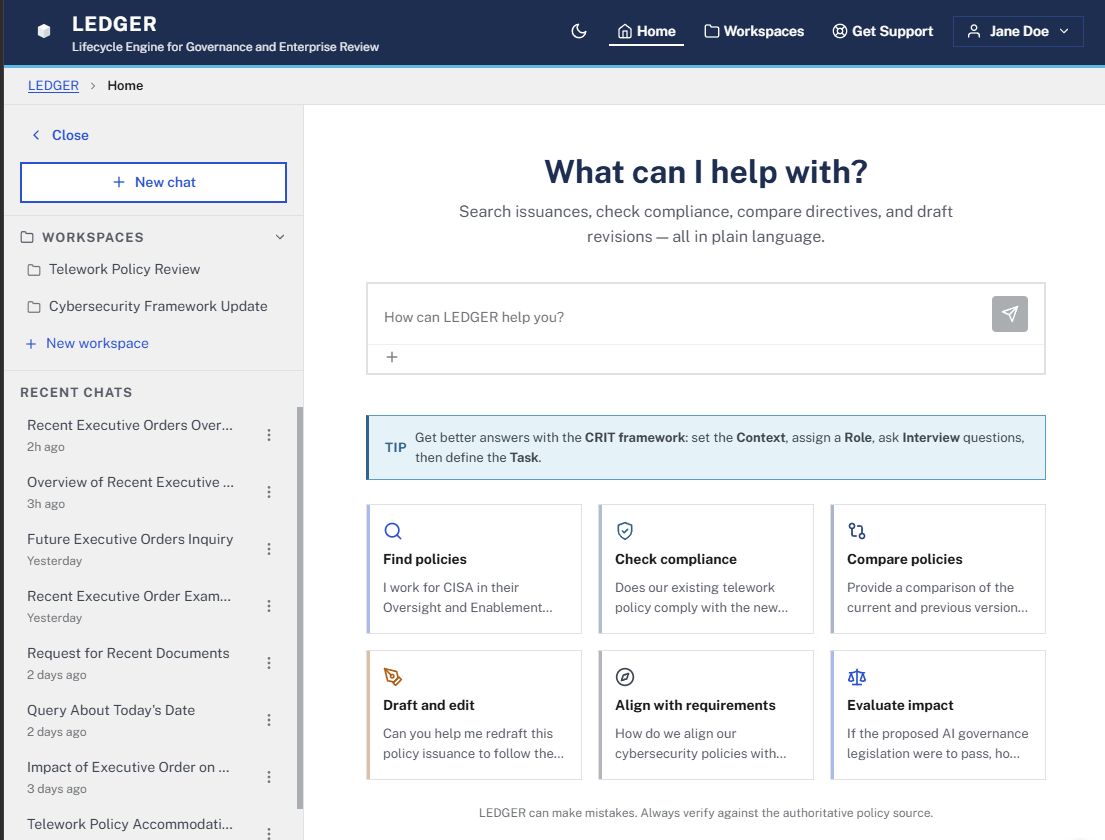 LEDGER
Lifecycle Engine for Governance and Enterprise Review
Home
Workspaces
Get Support
Jane Doe
LEDGER > Home
Close
+ New chat
WORKSPACES
Telework Policy Review
Cybersecurity Framework Update
+ New workspace
RECENT CHATS
Recent Executive Orders Over...
2h ago
Overview of Recent Executive ...
3h ago
Future Executive Orders Inquiry
Yesterday
Recent Executive Order Exam...
Yesterday
Request for Recent Documents
2 days ago
Query About Today's Date
2 days ago
Impact of Executive Order on ...
3 days ago
Telework Policy Accommodati...
What can I help with?
Search issuances, check compliance, compare directives, and draft
revisions — all in plain language.
How can LEDGER help you?
+
TIP
Get better answers with the CRIT framework: set the Context, assign a Role, ask Interview questions,
then define the Task.
Find policies
I work for CISA in their
Oversight and Enablement...
Check compliance
Does our existing telework
policy comply with the new...
Compare policies
Provide a comparison of the
current and previous version...
Draft and edit
Can you help me redraft this
policy issuance to follow the...
Align with requirements
How do we align our
cybersecurity policies with...
Evaluate impact
If the proposed AI governance
legislation were to pass, ho...
LEDGER can make mistakes. Always verify against the authoritative policy source.